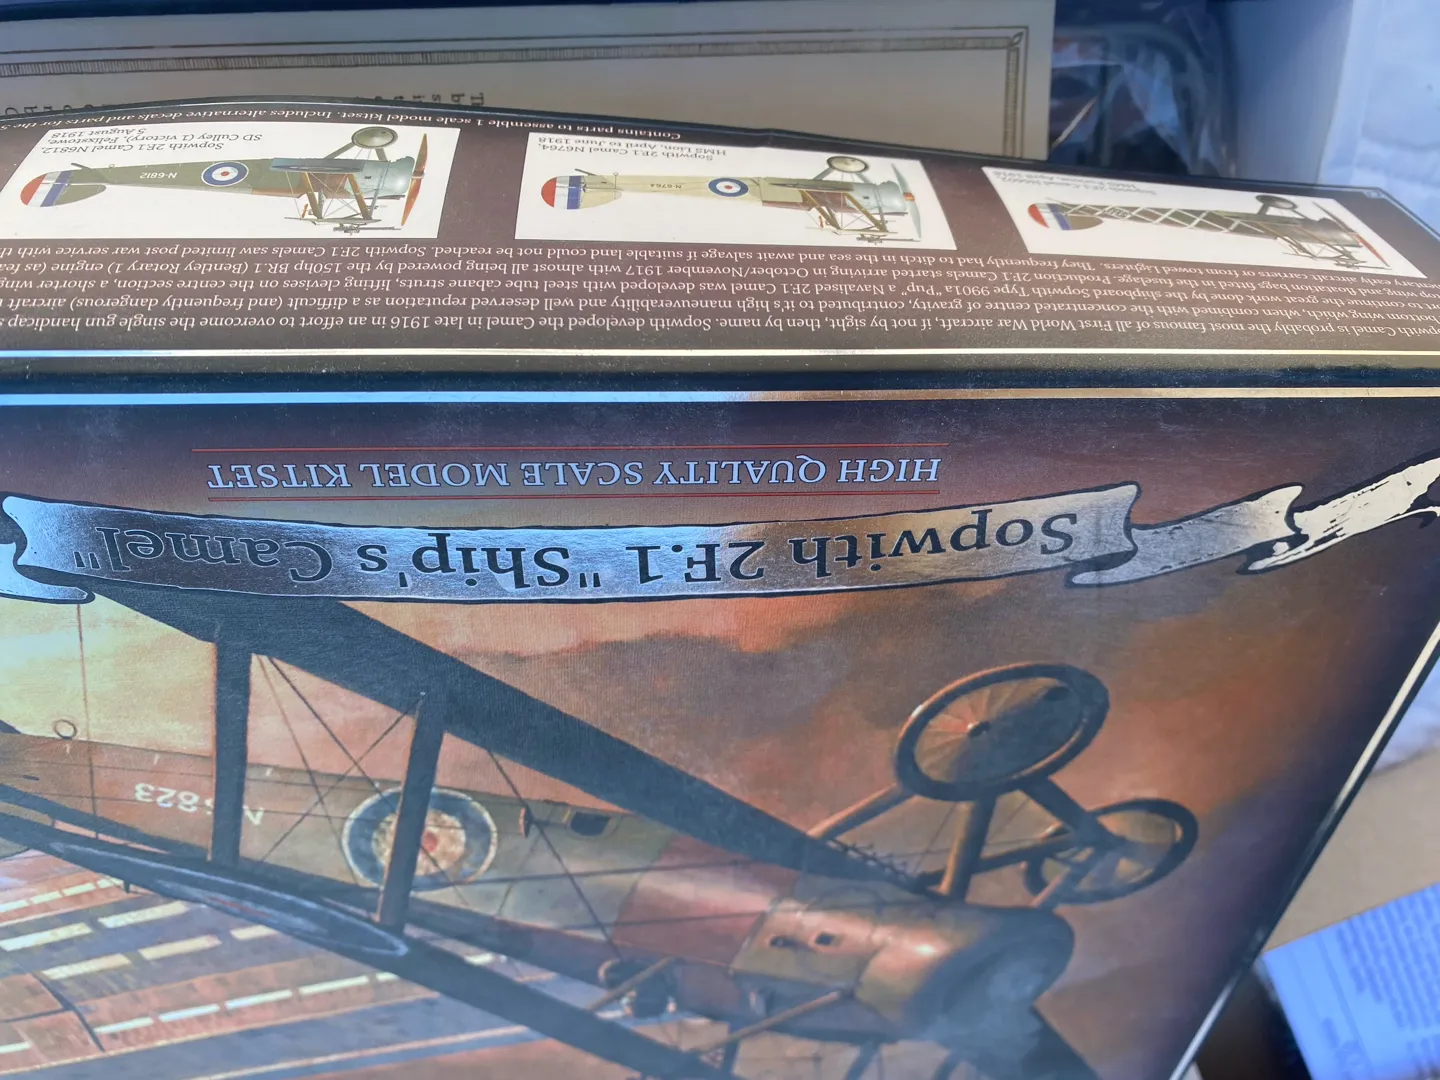 N6823
Sopwith 2F.1 "Ship's Camel"
HIGH QUALITY SCALE MODEL KITSET
Camel is probably the most famous of all First World War aircraft, if not by sight, then by name. Sopwith developed the Camel in late 1916 in an effort to overcome the single gun handicap
bottom wing which, when combined with the concentrated centre of gravity, contributed to it's high maneuverability and well deserved reputation as a difficult (and frequently dangerous) aircraft
to continue the great work done by the shipboard Sopwith Type 9901a "Pup" a Navalised 2F.1 Camel was developed with steel tube cabane struts, lifting devises on the centre section, a shorter wing
floatation bags fitted in the fuselage. Production 2F.1 Camels started arriving in October/November 1917 with almost all being powered by the 150hp BR.1 (Bentley Rotary 1) engine (as
early aircraft carriers or from towed Lighters. They frequently had to ditch in the sea and await salvage if suitable land could not be reached. Sopwith 2F.1 Camels saw limited post war service with
N6764
N-6812
Sopwith 2F.1 Camel N6764,
HMS Lion, April to June 1918
Sopwith 2F.1 Camel N6812,
SD Culley (1 victory), Felixstowe,
5 August 1918
Contains parts to assemble 1 scale model kitset. Includes alternative decals and parts for the